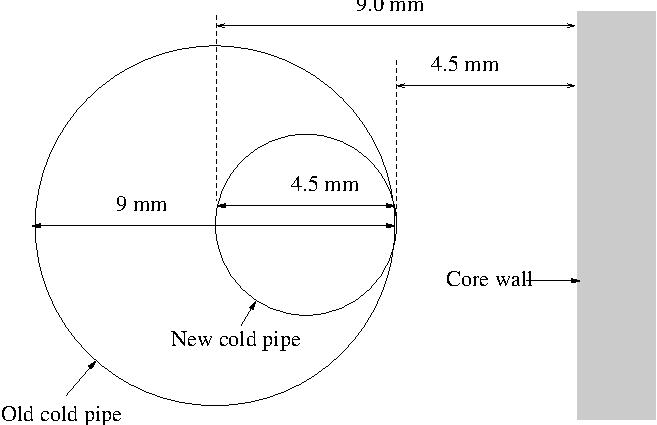 9.0 mm
4.5 mm
4.5 mm
9 mm
Core wall
New cold pipe
Old cold pipe